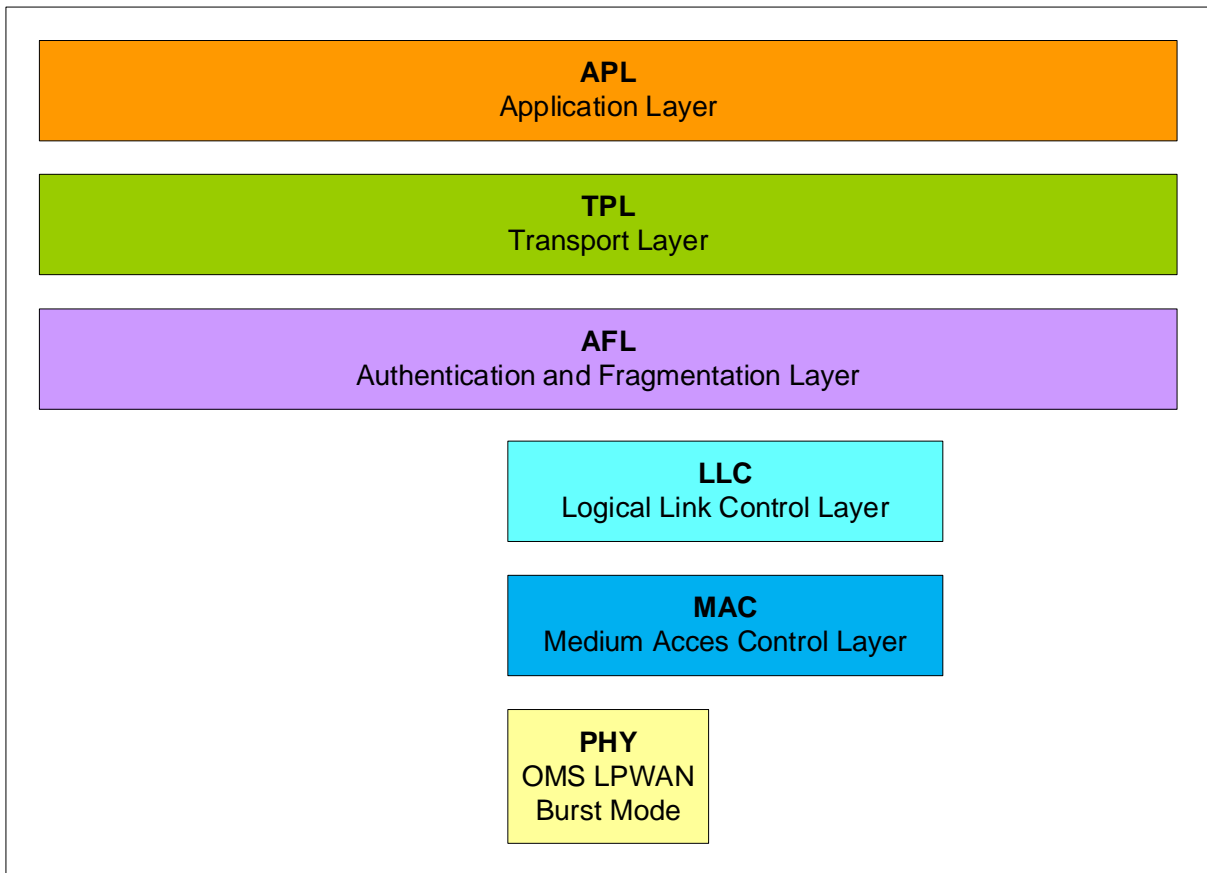 APL
Application Layer
TPL
Transport Layer
AFL
Authentication and Fragmentation Layer
LLC
Logical Link Control Layer
MAC
Medium Acces Control Layer
PHY
OMS LPWAN
Burst Mode